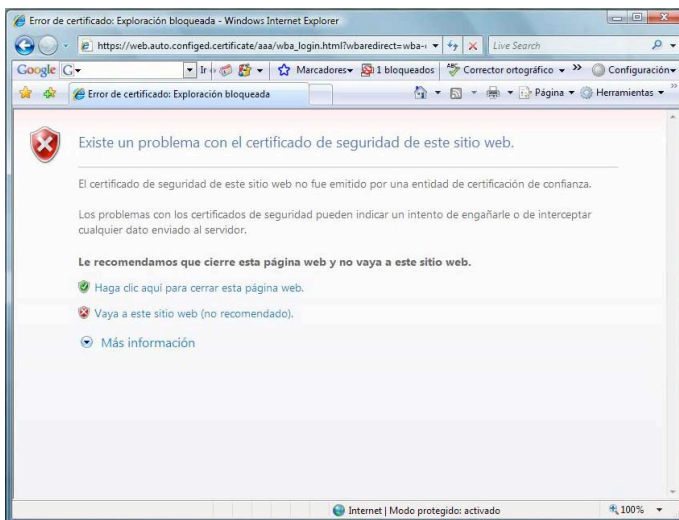 Error de certificado: Exploración bloqueada - Windows Internet Explorer
https://web.auto.configed.certificate/aaa/wba_login.html?wbaredirect=wba-
Live Search
Google G Ir Marcadores 1 bloqueados Corrector ortográfico » Configuración
Error de certificado: Exploración bloqueada Página Herramientas »
Existe un problema con el certificado de seguridad de este sitio web.
El certificado de seguridad de este sitio web no fue emitido por una entidad de certificación de confianza.
Los problemas con los certificados de seguridad pueden indicar un intento de engañarle o de interceptar
cualquier dato enviado al servidor.
Le recomendamos que cierre esta página web y no vaya a este sitio web.
Haga clic aquí para cerrar esta página web.
Vaya a este sitio web (no recomendado).
Más información
Internet | Modo protegido: activado 100%